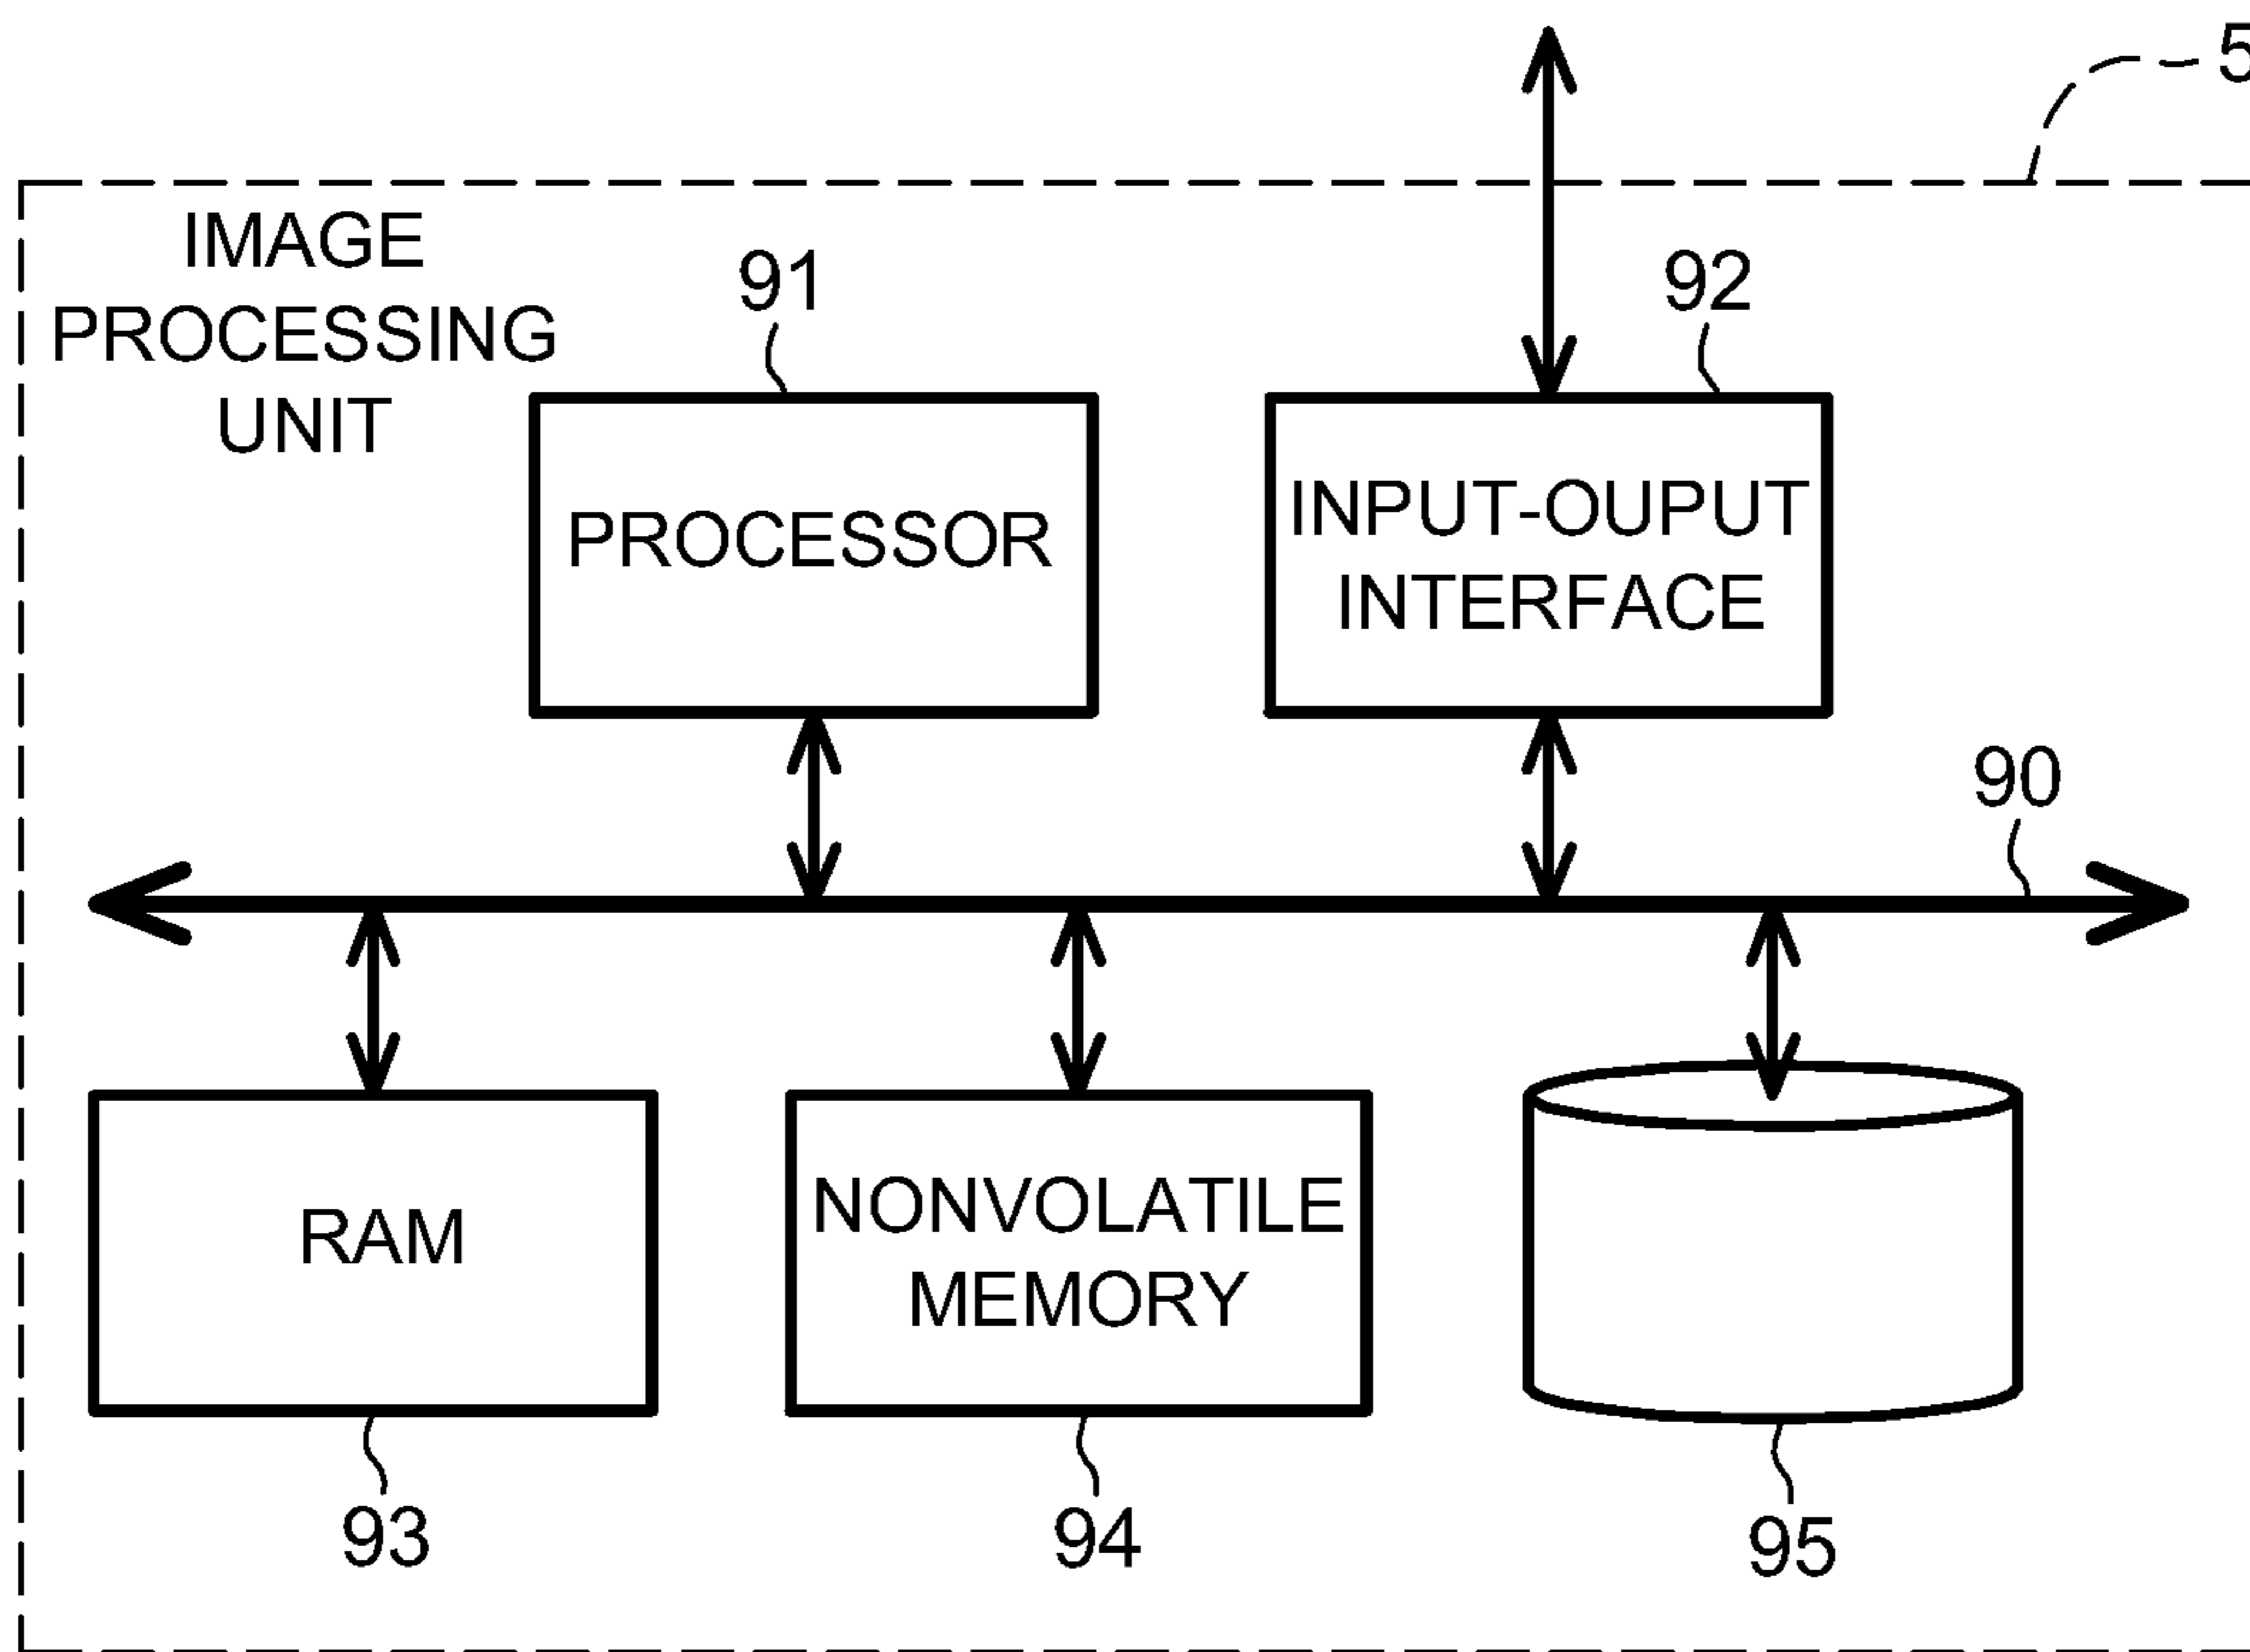 5
IMAGE
PROCESSING
UNIT
91
92
PROCESSOR
INPUT-OUPUT
INTERFACE
90
RAM
NONVOLATILE
MEMORY
93
94
95